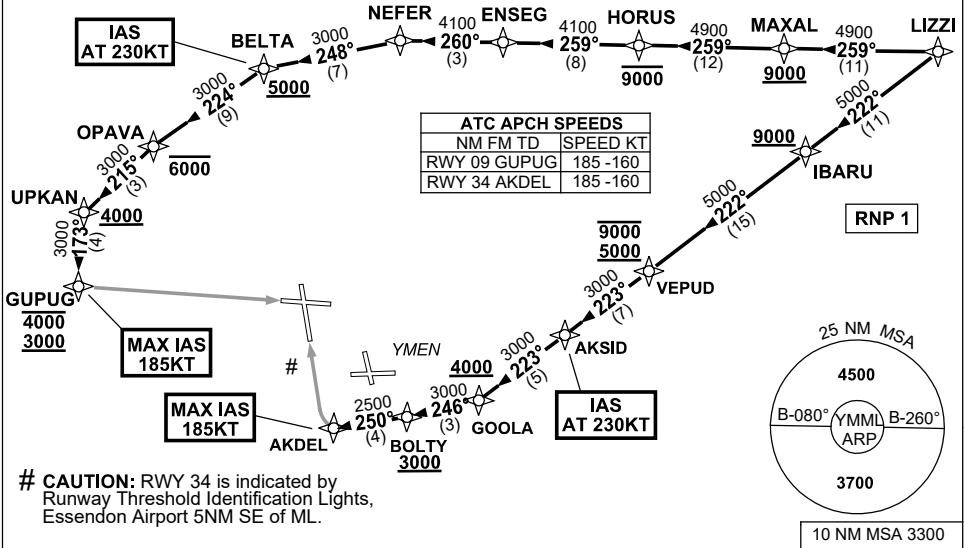 NEFER
ENSEG
HORUS
MAXAL
LIZZI
IAS
AT 230KT
BELTA
3000
248°
(7)
4100
260°
(3)
4100
259°
(8)
4900
259°
(12)
4900
259°
(11)
5000
9000
9000
3000
224°
(9)
5000
222°
(11)
ATC APCH SPEEDS
NM FM TD SPEED KT
RWY 09 GUPUG 185 -160
RWY 34 AKDEL 185 -160
OPAVA
6000
9000
IBARU
3000
215°
(3)
UPKAN
4000
5000
222°
(15)
RNP 1
3000
173°
(4)
9000
5000
VEPUD
GUPUG
4000
3000
3000
223°
(7)
MAX IAS
185KT
AKSID
#
YMEN
4000
3000
223°
(5)
25 NM MSA
4500
MAX IAS
185KT
2500
250°
(4)
3000
246°
(3)
GOOLA
IAS
AT 230KT
B-080°
YMML
ARP
B-260°
AKDEL
BOLTY
3000
3700
# CAUTION: RWY 34 is indicated by
Runway Threshold Identification Lights,
Essendon Airport 5NM SE of ML.
10 NM MSA 3300